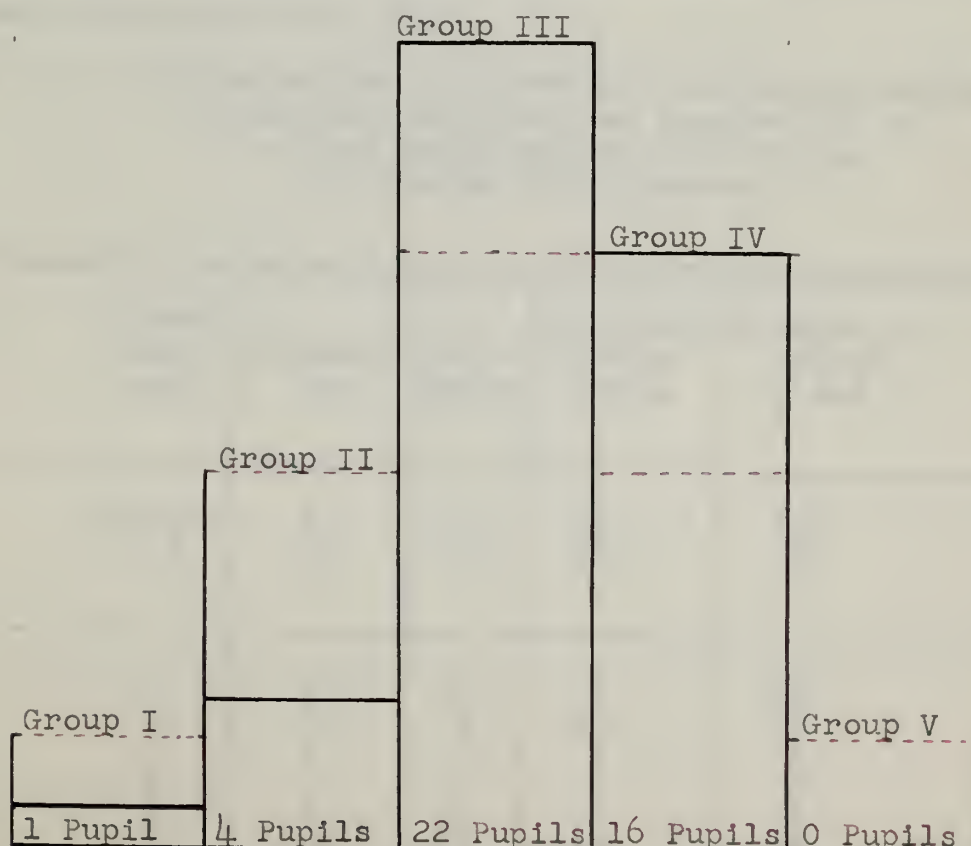 Group III
Group IV
Group II
Group I
Group V
1 Pupil
4 Pupils
22 Pupils
16 Pupils
0 Pupils